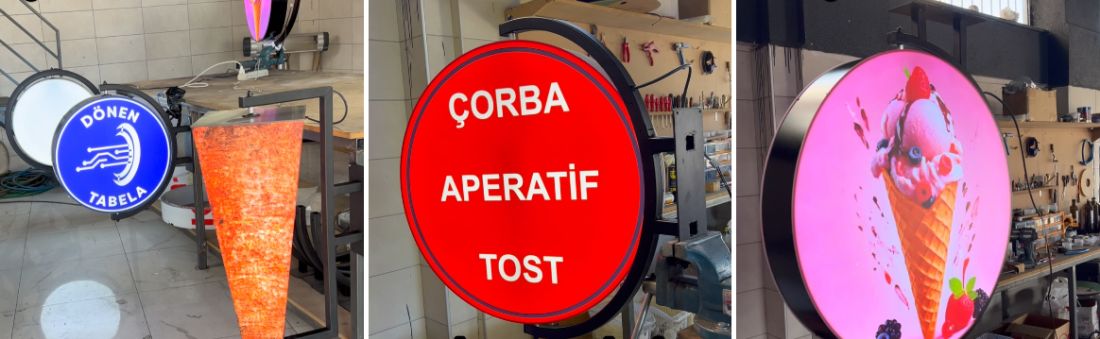 DÖNEN
TABELA
ÇORBA
APERATİF
TOST